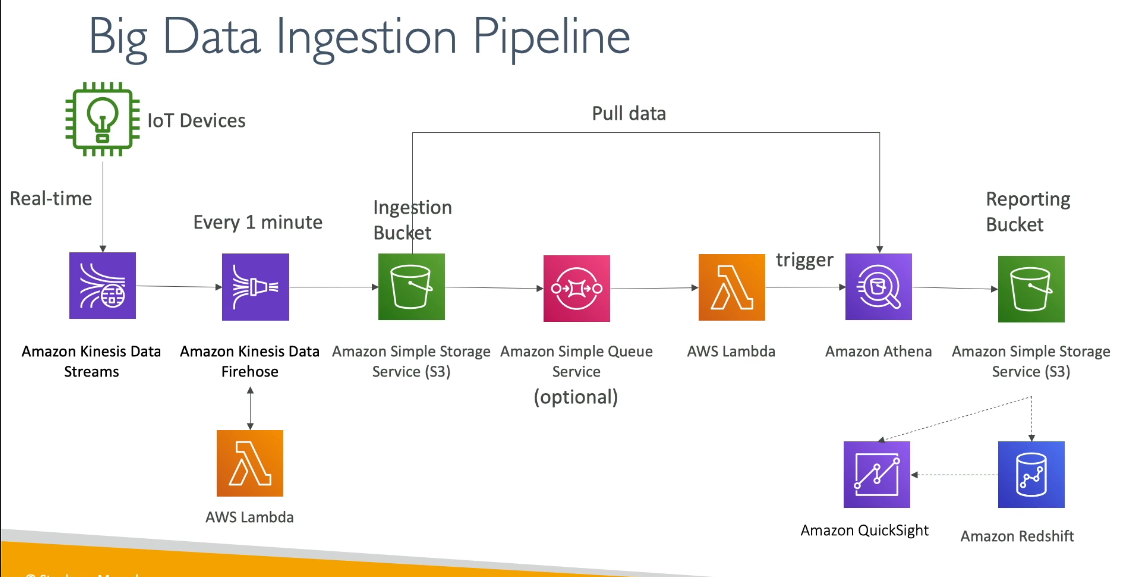 Big Data Ingestion Pipeline
IoT Devices
Pull data
Real-time
Every 1 minute
Ingestion
Bucket
Reporting
Bucket
trigger
Amazon Kinesis Data
Streams
Amazon Kinesis Data
Firehose
Amazon Simple Storage
Service (S3)
Amazon Simple Queue
Service
(optional)
AWS Lambda
Amazon Athena
Amazon Simple Storage
Service (S3)
AWS Lambda
Amazon QuickSight
Amazon Redshift